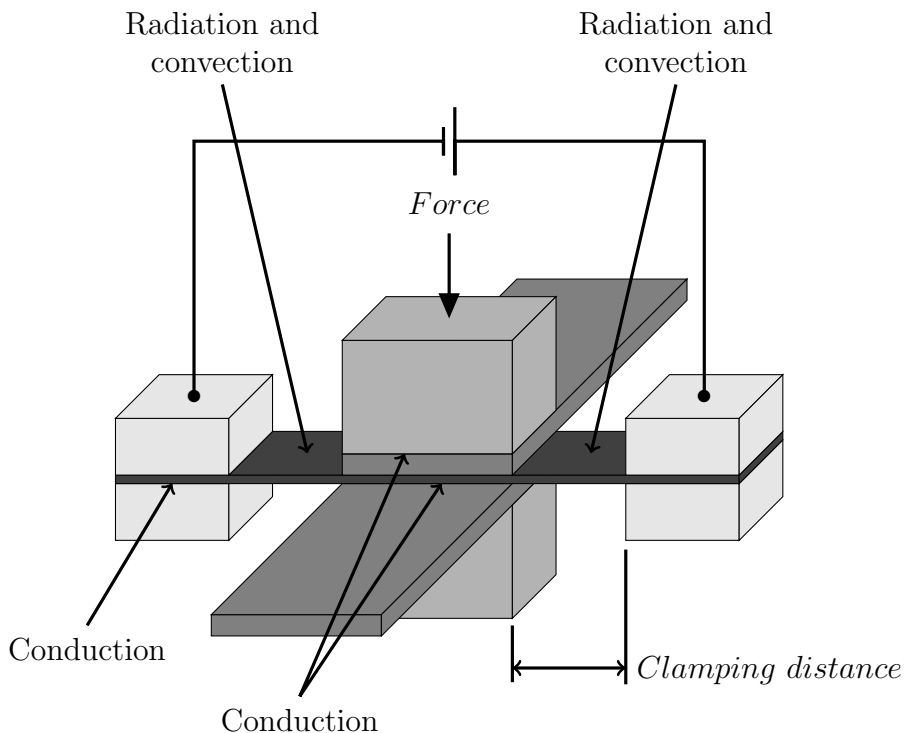 Radiation and
convection
Radiation and
convection
Force
Conduction
Clamping distance
Conduction